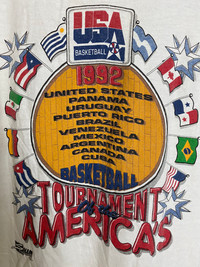 USA
BASKETBALL
1992
UNITED STATES
PANAMA
URUGUAY
PUERTO RICO
BRAZIL
VENEZUELA
MEXICO
ARGENTINA
CANADA
CUBA
BASKETBALL
TOURNAMENT
OF THE
AMERICAS